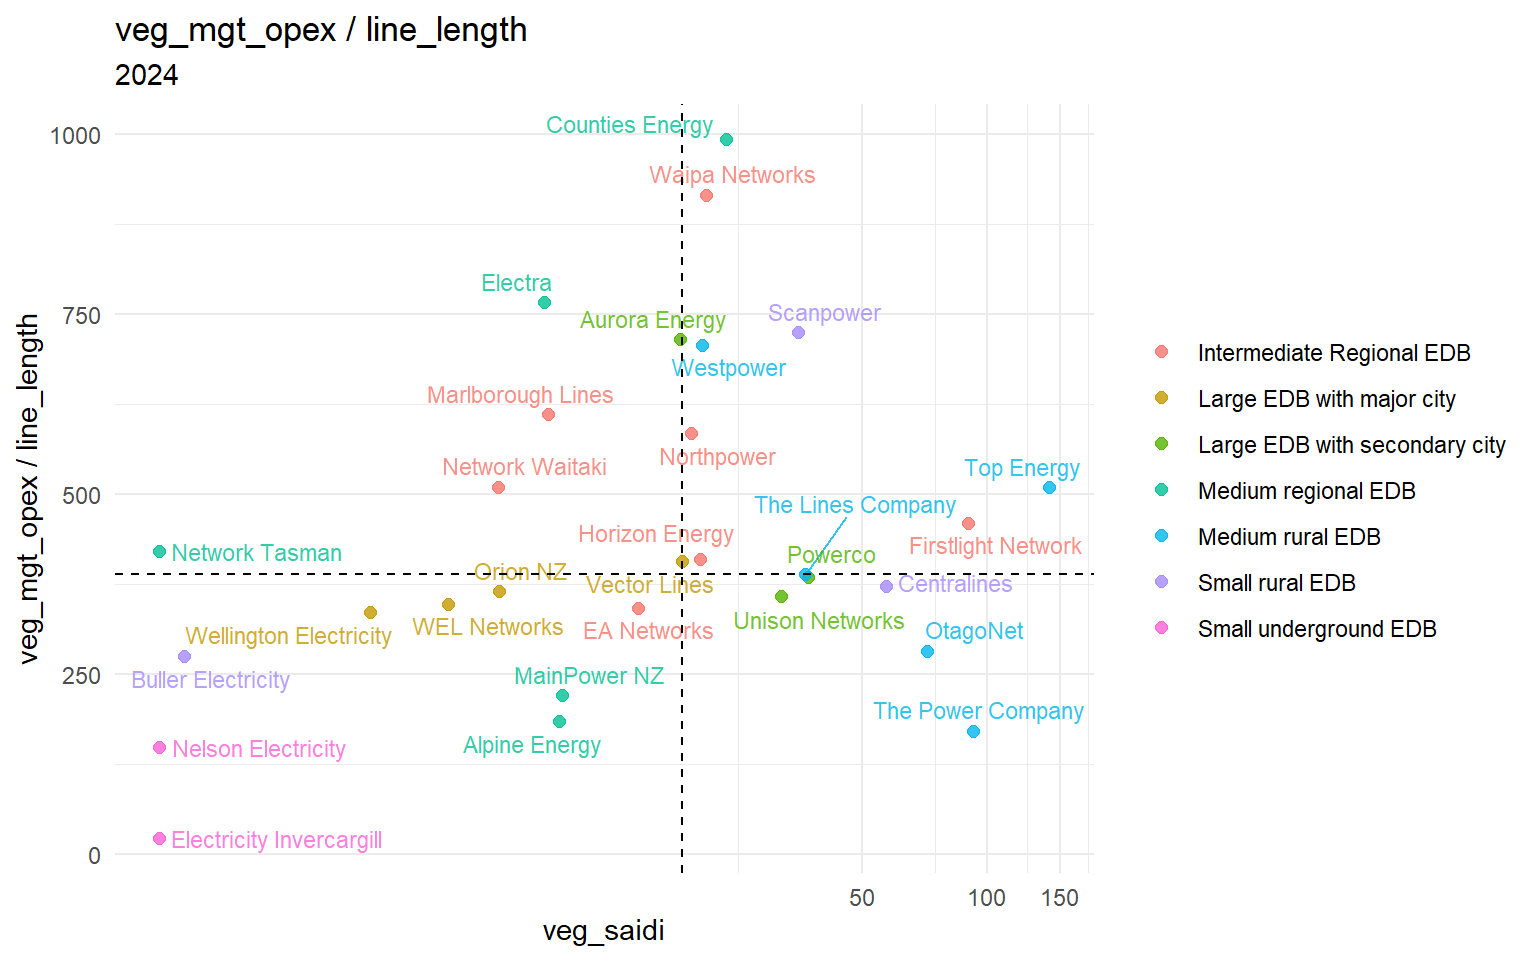 veg_mgt_opex / line_length
2024
Counties Energy
1000
Waipa Networks
Electra
Scanpower
750
Aurora Energy
Westpower
Marlborough Lines
Northpower
Network Waitaki
Top Energy
500
The Lines Company
Horizon Energy
Firstlight Network
Network Tasman
Powerco
Orion NZ
Vector Lines
Centralines
Unison Networks
WEL Networks
EA Networks
OtagoNet
Wellington Electricity
250
Buller Electricity
MainPower NZ
The Power Company
Alpine Energy
Nelson Electricity
Electricity Invercargill
0
50
100
150
veg_saidi
veg_mgt_opex / line_length
Intermediate Regional EDB
Large EDB with major city
Large EDB with secondary city
Medium regional EDB
Medium rural EDB
Small rural EDB
Small underground EDB